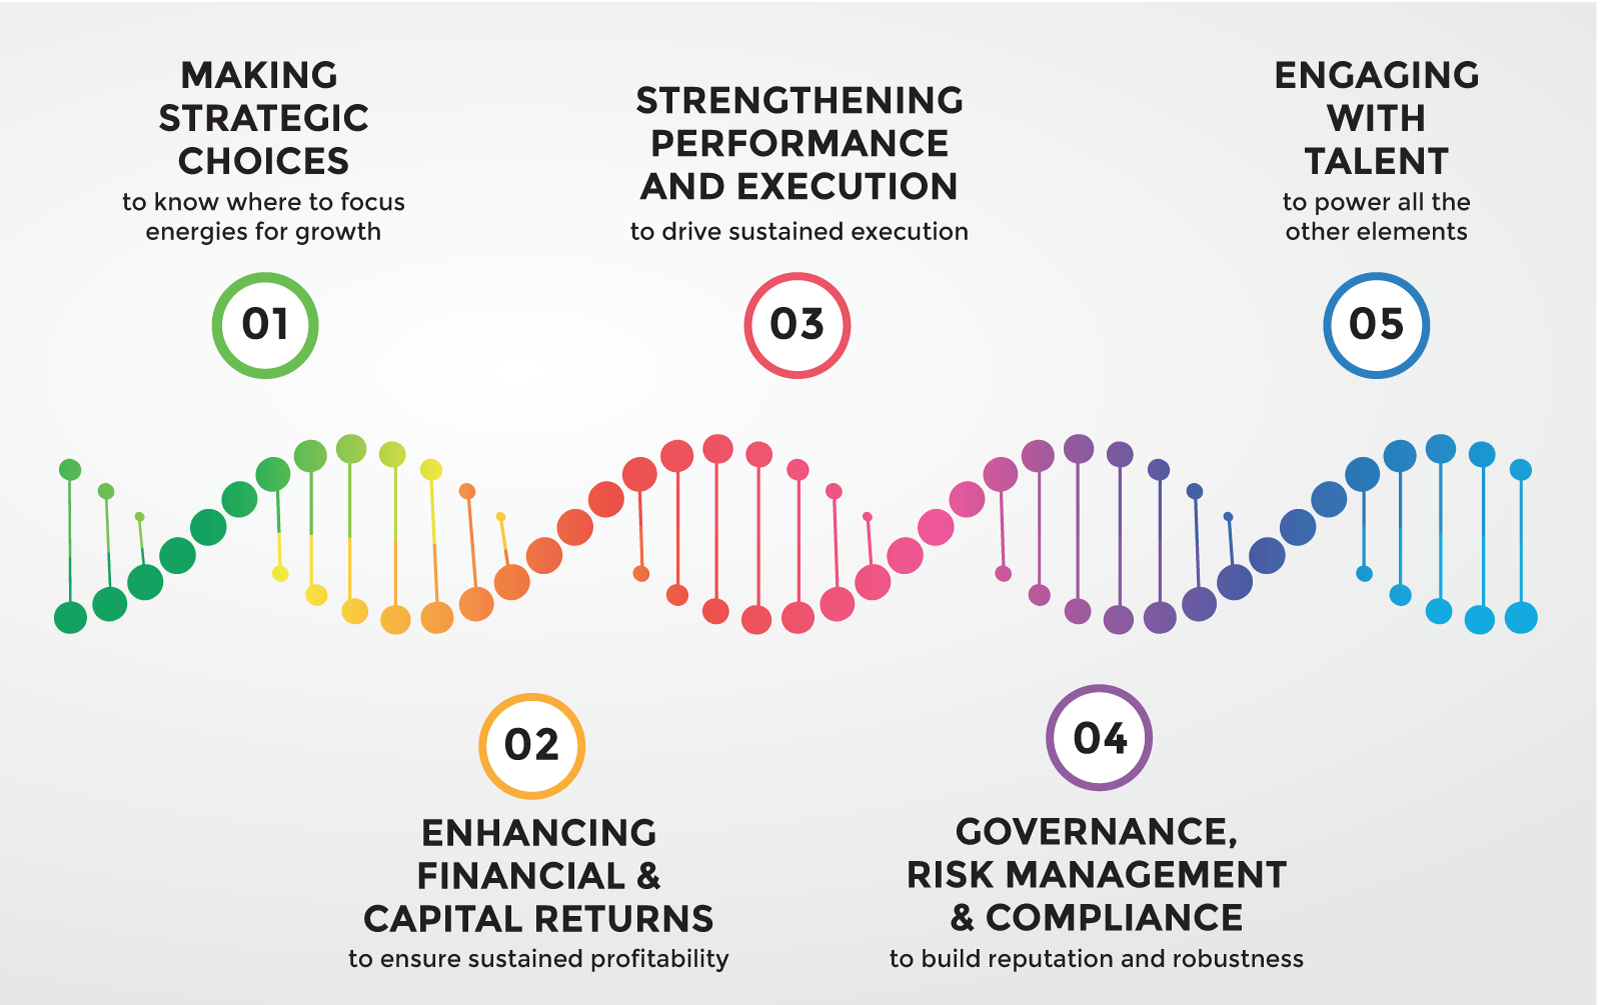 MAKING
STRATEGIC
CHOICES
to know where to focus
energies for growth
01
STRENGTHENING
PERFORMANCE
AND EXECUTION
to drive sustained execution
03
ENGAGING
WITH
TALENT
to power all the
other elements
05
02
ENHANCING
FINANCIAL &
CAPITAL RETURNS
to ensure sustained profitability
04
GOVERNANCE,
RISK MANAGEMENT
& COMPLIANCE
to build reputation and robustness